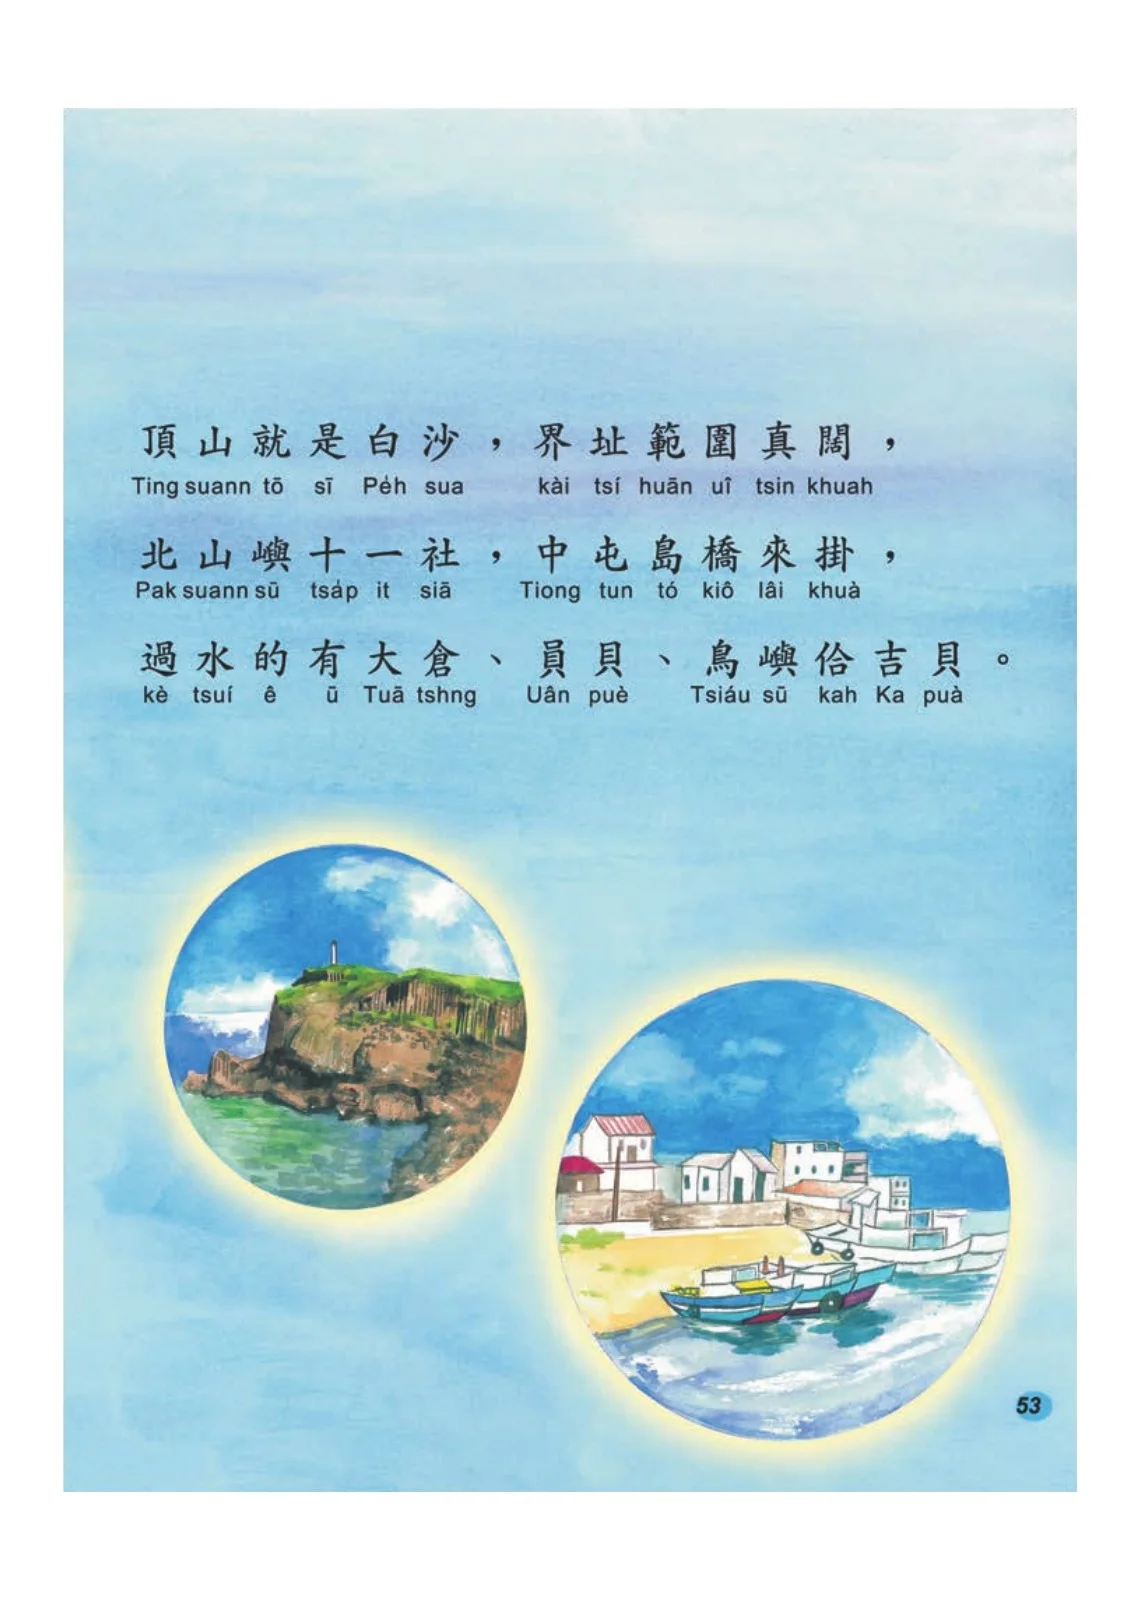 頂山就是白沙，界址範圍真闊，
Ting suann tō sī Pe̍h sua kài tsí huān uî tsin khuah
北山嶼十一社，中屯島橋來掛，
Pak suann sū tsa̍p it siā Tiong tun tó kiô lâi khuà
過水的有大倉、員貝、鳥嶼佮吉貝。
kè tsuí ê ū Tuā tshng Uân puè Tsiáu sū kah Ka puà
53